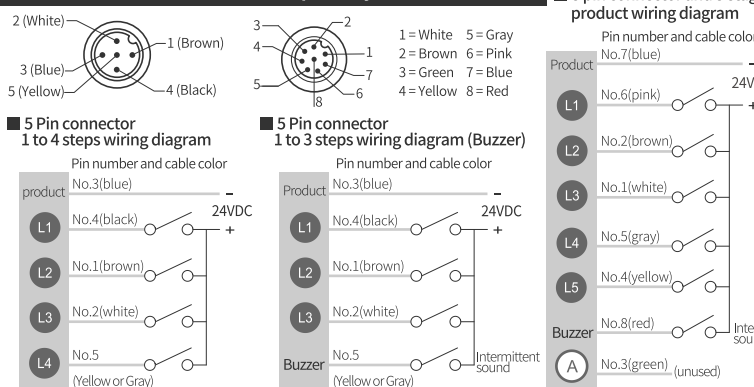 2 (White)
1 (Brown)
3 (Blue)
5 (Yellow)
4 (Black)
3
2
4
1
5
7
6
8
1 = White 5 = Gray
2 = Brown 6 = Pink
3 = Green 7 = Blue
4 = Yellow 8 = Red
■ 5 Pin connector
1 to 4 steps wiring diagram
Pin number and cable color
product No.3(blue) −
24VDC
L1 No.4(black) +
L2 No.1(brown)
L3 No.2(white)
L4 No.5
(Yellow or Gray)
■ 5 Pin connector
1 to 3 steps wiring diagram (Buzzer)
Pin number and cable color
Product No.3(blue) −
24VDC
L1 No.4(black) +
L2 No.1(brown)
L3 No.2(white)
Buzzer No.5 Intermittent
sound
(Yellow or Gray)
product wiring diagram
Pin number and cable
Product No.7(blue)
L1 No.6(pink)
L2 No.2(brown)
L3 No.1(white)
L4 No.5(gray)
L5 No.4(yellow)
Buzzer No.8(red)
A No.3(green) (unused)